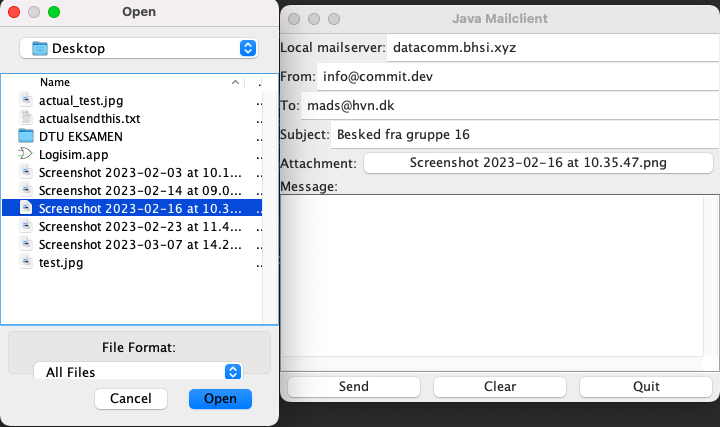 Open
Desktop
Name
actual_test.jpg
actualsendthis.txt
DTU EKSAMEN
Logisim.app
Screenshot 2023-02-03 at 10.1...
Screenshot 2023-02-14 at 09.0...
Screenshot 2023-02-16 at 10.3...
Screenshot 2023-02-23 at 11.4...
Screenshot 2023-03-07 at 14.2...
test.jpg
File Format:
All Files
Cancel Open
Java Mailclient
Local mailserver: datacomm.bhsi.xyz
From: info@commit.dev
To: mads@hvn.dk
Subject: Besked fra gruppe 16
Attachment: Screenshot 2023-02-16 at 10.35.47.png
Message:
Send Clear Quit